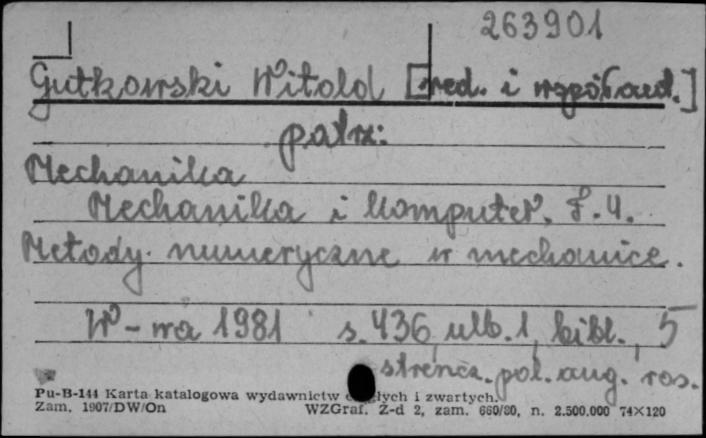 263901
Gutkowski Witold [red. i współaut.]
patrz:
Mechanika
Mechanika i komputer. T. 4.
Metody numeryczne w mechanice.
W-wa 1981 s. 436, ulb. 1, bibl., 5
streszcz. pol. ang. ros.
Pu-B-144 Karta katalogowa wydawnictw ciągłych i zwartych.
Zam. 1907/DW/On WZGraf. Z-d 2, zam. 660/80, n. 2.500.000 74×120